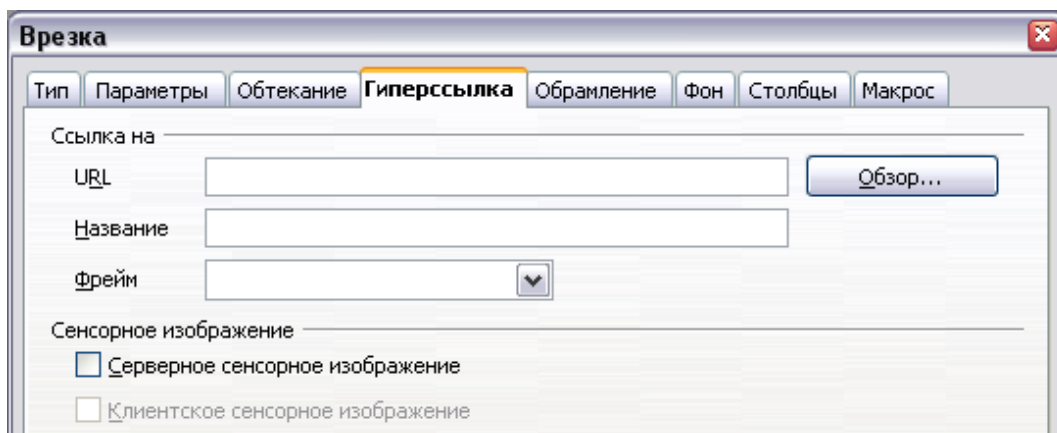 Врезка
Тип Параметры Обтекание Гиперссылка Обрамление Фон Столбцы Макрос
Ссылка на
URL Обзор...
Название
Фрейм
Сенсорное изображение
Серверное сенсорное изображение
Клиентское сенсорное изображение